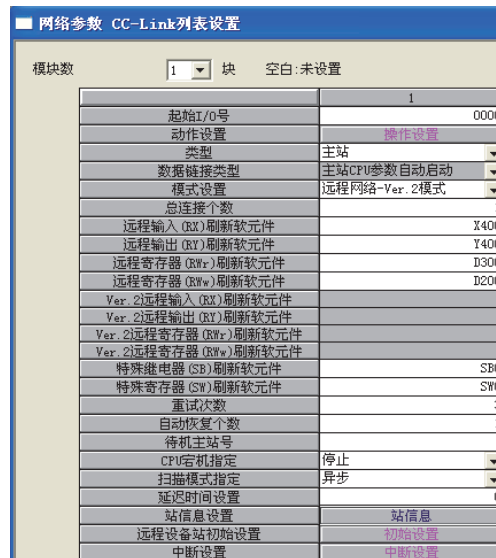 网络参数 CC-Link列表设置
模块数 1 块 空白:未设置
1
起始I/O号 0000
动作设置 操作设置
类型 主站
数据链接类型 主站CPU参数自动启动
模式设置 远程网络-Ver.2模式
总连接个数
远程输入(RX)刷新软元件 X400
远程输出(RY)刷新软元件 Y400
远程寄存器(RWr)刷新软元件 D300
远程寄存器(RWw)刷新软元件 D200
Ver.2远程输入(RX)刷新软元件
Ver.2远程输出(RY)刷新软元件
Ver.2远程寄存器(RWr)刷新软元件
Ver.2远程寄存器(RWw)刷新软元件
特殊继电器(SB)刷新软元件 SB0
特殊寄存器(SW)刷新软元件 SW0
重试次数
自动恢复个数
待机主站号
CPU宕机指定 停止
扫描模式指定 异步
延迟时间设置 0
站信息设置 站信息
远程设备站初始设置 初始设置
中断设置 中断设置